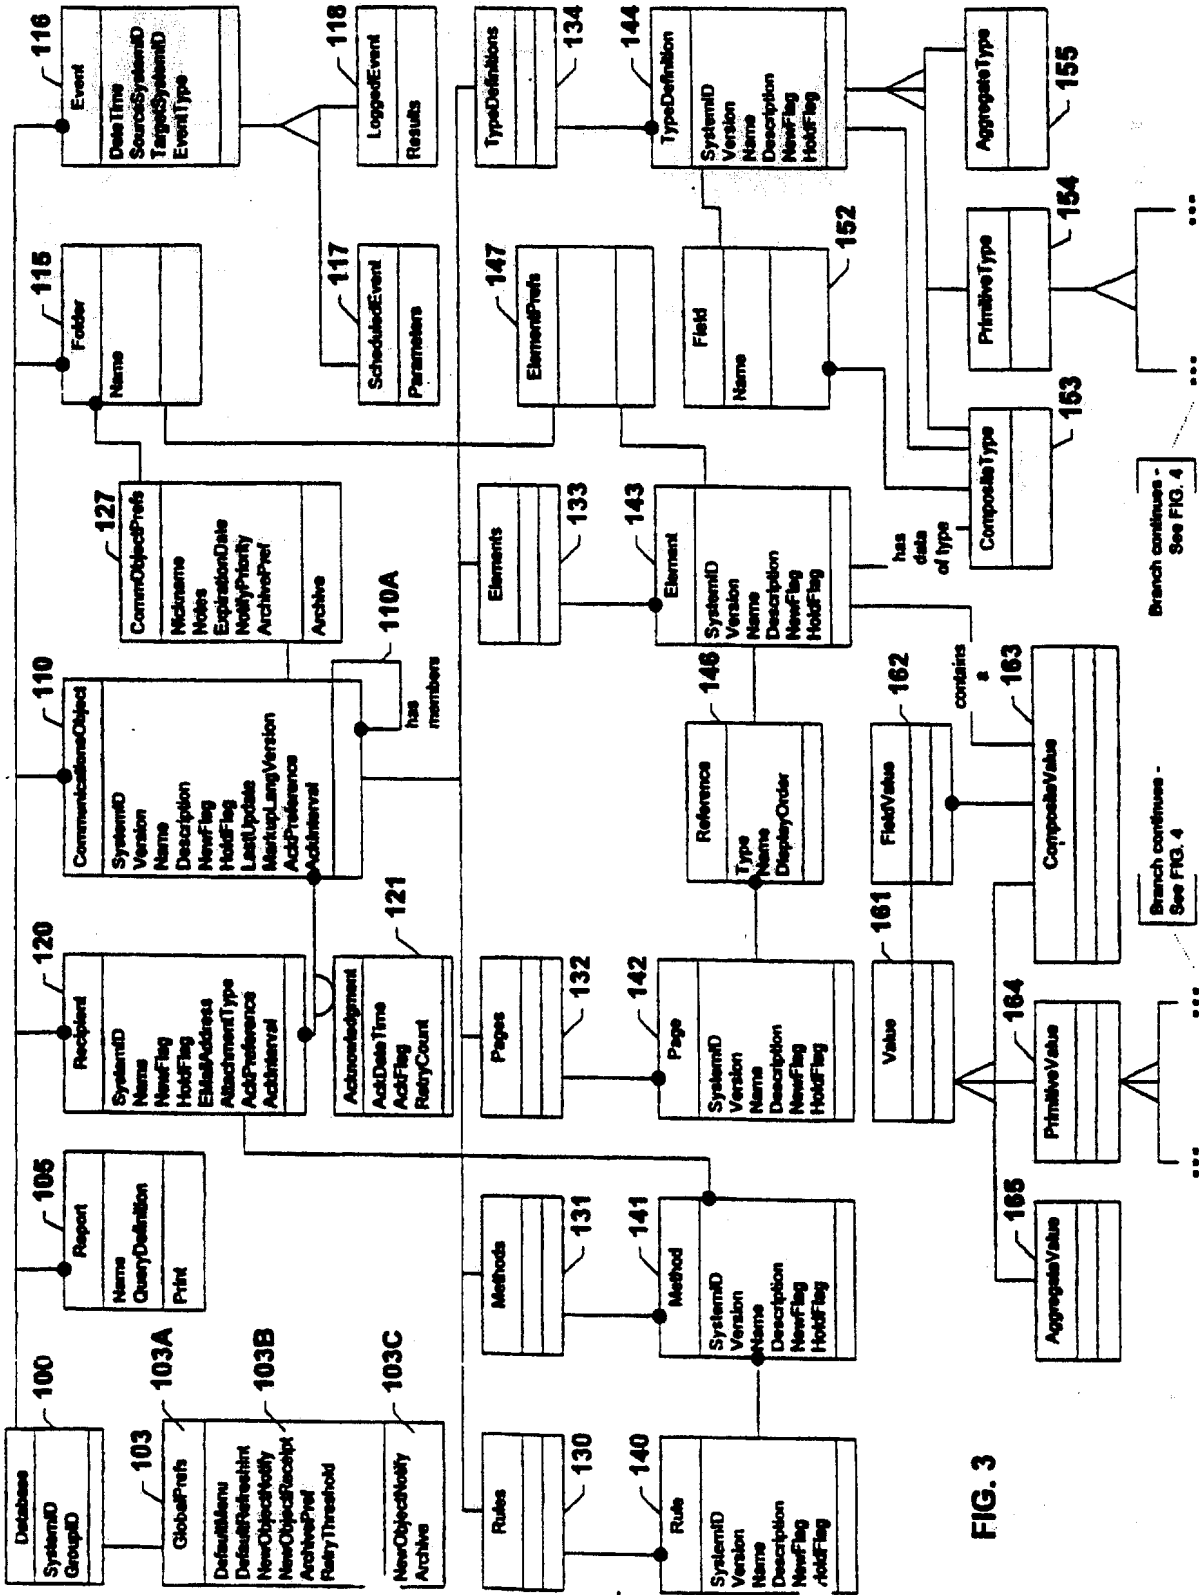 Database
100
SystemID
GroupID
103
103A
GlobalPrefs
DefaultMenu
DefaultRefreshInt
NewObjectNotify
NewObjectReceipt
ArchivePref
RetryThreshold
103B
NewObjectNotify
Archive
103C
Report
105
Name
QueryDefinition
Print
Recipient
120
SystemID
Name
NewFlag
HoldFlag
EMailAddress
AttachmentType
AckPreference
AckInterval
Acknowledgment
121
AckDateTime
AckFlag
RetryCount
CommunicationsObject
110
SystemID
Version
Name
Description
NewFlag
HoldFlag
LastUpdate
MarkupLangVersion
AckPreference
AckInterval
110A
has
members
CommObjectPrefs
127
Nickname
Notes
ExpirationDate
NotifyPriority
ArchivePref
Archive
Folder
115
Name
Event
116
DateTime
SourceSystemID
TargetSystemID
EventType
ScheduledEvent
117
Parameters
LoggedEvent
118
Results
Rules
130
Methods
131
Pages
132
Elements
133
ElementPrefs
147
TypeDefinitions
134
Rule
140
SystemID
Version
Name
Description
NewFlag
HoldFlag
Method
141
SystemID
Version
Name
Description
NewFlag
HoldFlag
Page
142
SystemID
Version
Name
Description
NewFlag
HoldFlag
Reference
146
Type
Name
DisplayOrder
Element
143
SystemID
Version
Name
Description
NewFlag
HoldFlag
Field
152
Name
TypeDefinition
144
SystemID
Version
Name
Description
NewFlag
HoldFlag
Value
161
FieldValue
162
contains
a
has
data
of type
AggregateValue
165
PrimitiveValue
164
CompositeValue
163
CompositeType
153
PrimitiveType
154
AggregateType
155
...
...
Branch continues -
See FIG. 4
Branch continues -
See FIG. 4
...
...
FIG. 3